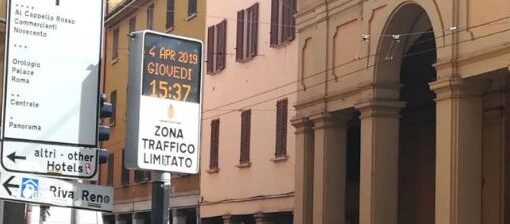 Al Cappello Rosso
Commercianti
Novecento
Orologio
Palace
Roma
Centrale
Panorama
altri - other
Hotels
Riva Reno
4 APR 2019
GIOVEDI
15:37
ZONA
TRAFFICO
LIMITATO